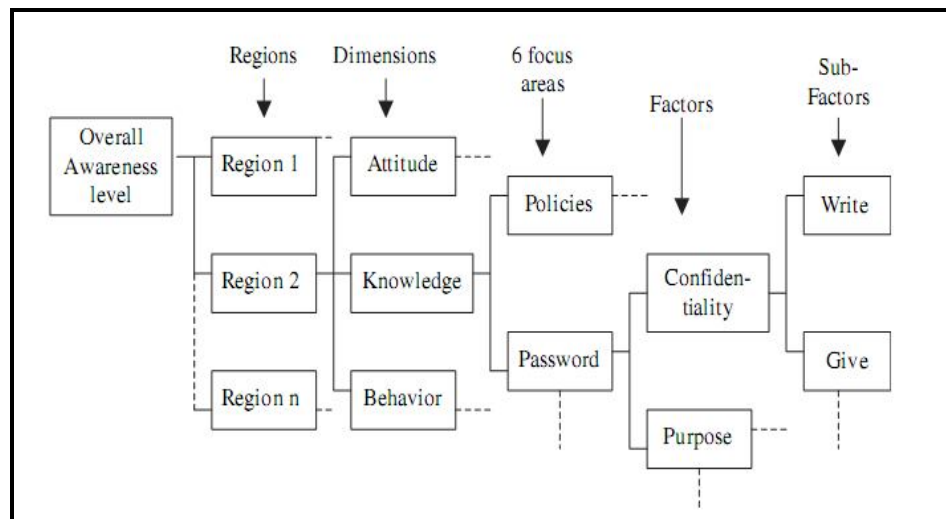 Regions
Dimensions
6 focus
areas
Factors
Sub-
Factors
Overall
Awareness
level
Region 1
Region 2
Region n
Attitude
Knowledge
Behavior
Policies
Password
Confiden-
tiality
Purpose
Write
Give